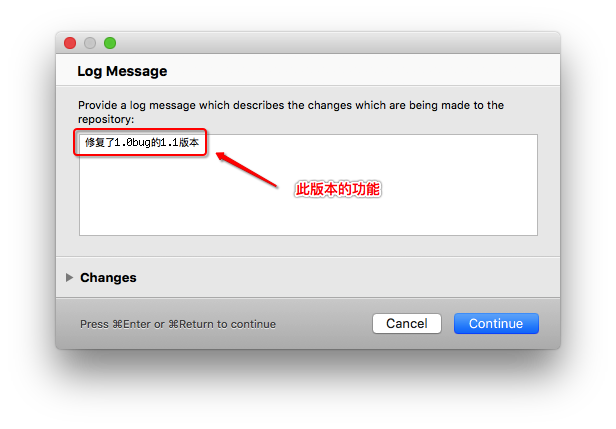 Log Message
Provide a log message which describes the changes which are being made to the
repository:
修复了1.0bug的1.1版本
此版本的功能
Changes
Press ⌘Enter or ⌘Return to continue
Cancel
Continue